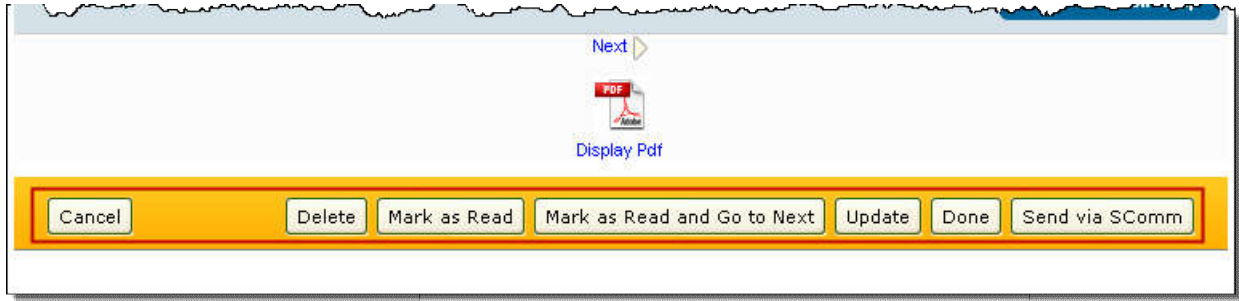 Next
PDF
Adobe
Display Pdf
Cancel Delete Mark as Read Mark as Read and Go to Next Update Done Send via SComm